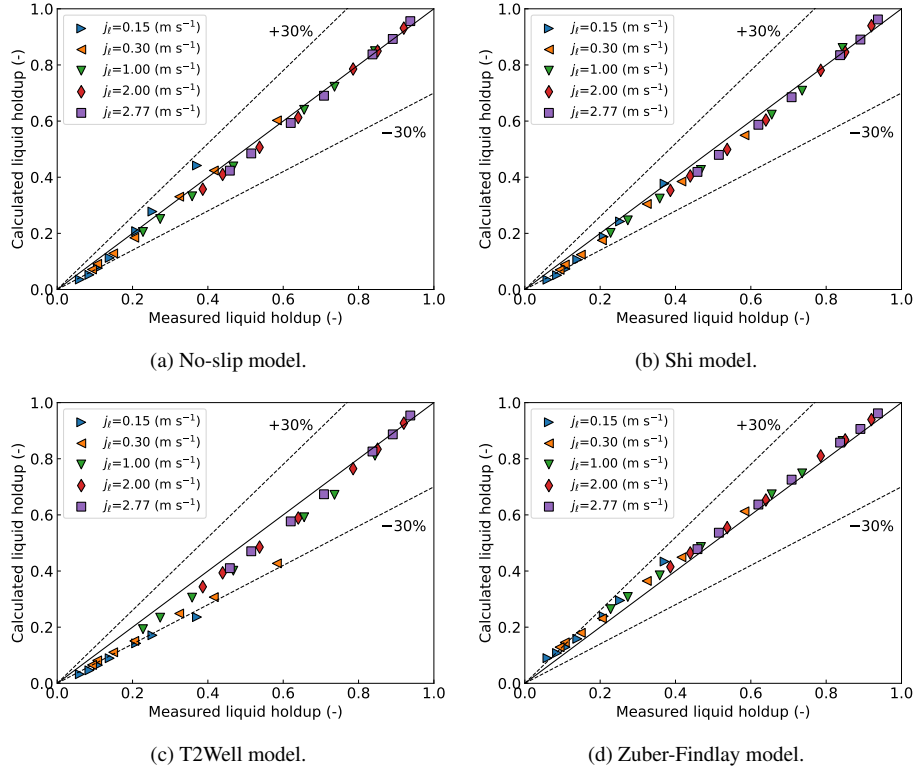 1.0
0.8
0.6
0.4
0.2
0.0
Calculated liquid holdup (-)
jℓ=0.15 (m s⁻¹)
jℓ=0.30 (m s⁻¹)
jℓ=1.00 (m s⁻¹)
jℓ=2.00 (m s⁻¹)
jℓ=2.77 (m s⁻¹)
+30%
−30%
0.0 0.2 0.4 0.6 0.8 1.0
Measured liquid holdup (-)
(a) No-slip model.
1.0
0.8
0.6
0.4
0.2
0.0
Calculated liquid holdup (-)
jℓ=0.15 (m s⁻¹)
jℓ=0.30 (m s⁻¹)
jℓ=1.00 (m s⁻¹)
jℓ=2.00 (m s⁻¹)
jℓ=2.77 (m s⁻¹)
+30%
−30%
0.0 0.2 0.4 0.6 0.8 1.0
Measured liquid holdup (-)
(b) Shi model.
1.0
0.8
0.6
0.4
0.2
0.0
Calculated liquid holdup (-)
jℓ=0.15 (m s⁻¹)
jℓ=0.30 (m s⁻¹)
jℓ=1.00 (m s⁻¹)
jℓ=2.00 (m s⁻¹)
jℓ=2.77 (m s⁻¹)
+30%
−30%
0.0 0.2 0.4 0.6 0.8 1.0
Measured liquid holdup (-)
(c) T2Well model.
1.0
0.8
0.6
0.4
0.2
0.0
Calculated liquid holdup (-)
jℓ=0.15 (m s⁻¹)
jℓ=0.30 (m s⁻¹)
jℓ=1.00 (m s⁻¹)
jℓ=2.00 (m s⁻¹)
jℓ=2.77 (m s⁻¹)
+30%
−30%
0.0 0.2 0.4 0.6 0.8 1.0
Measured liquid holdup (-)
(d) Zuber-Findlay model.